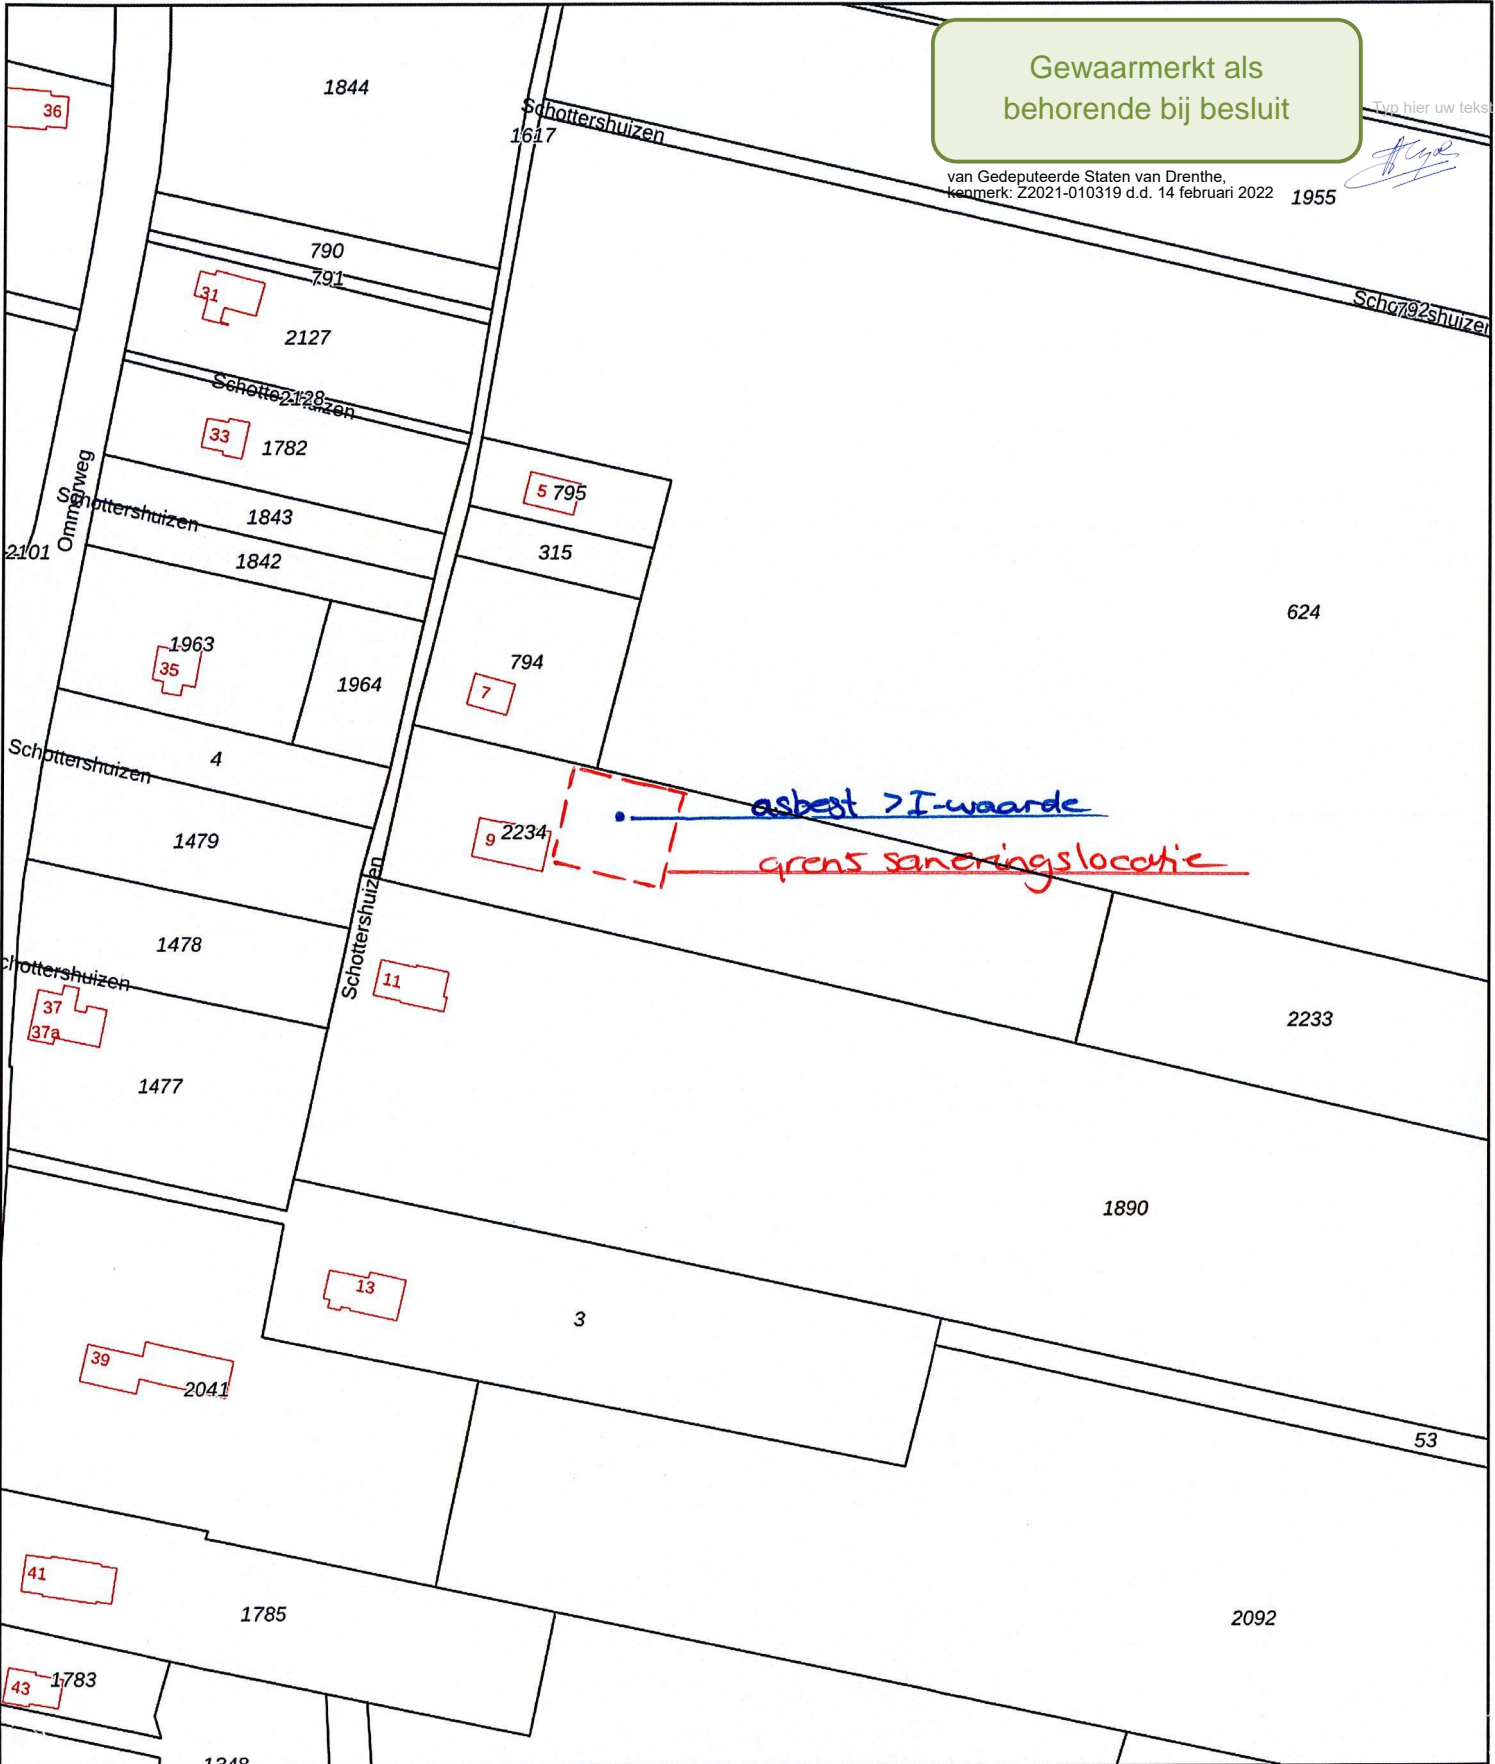 Gewaarmerkt als
behorende bij besluit
Typ hier uw tekst
van Gedeputeerde Staten van Drenthe,
kenmerk: Z2021-010319 d.d. 14 februari 2022
1955
1844
36
Schottershuizen
1617
790
791
31
2127
Schottershuizen
792
Schottershuizen
2128
33
1782
5
795
Ommerweg
Schottershuizen
1843
2101
1842
315
624
1963
35
1964
794
7
Schottershuizen
4
asbest >I-waarde
1479
9
2234
grens saneringslocatie
Schottershuizen
1478
chottershuizen
11
37
37a
2233
1477
1890
13
3
39
2041
53
41
1785
2092
43
1783
1348